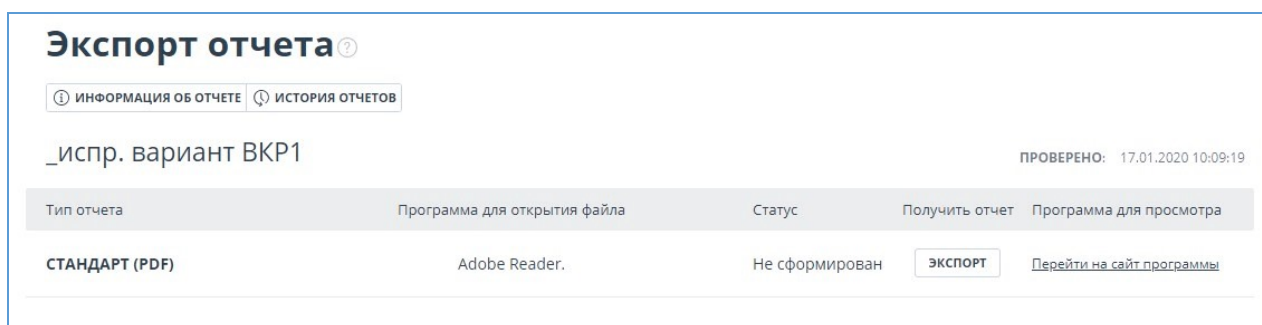 Экспорт отчета
ИНФОРМАЦИЯ ОБ ОТЧЕТЕ ИСТОРИЯ ОТЧЕТОВ
_испр. вариант ВКР1 ПРОВЕРЕНО: 17.01.2020 10:09:19
Тип отчета Программа для открытия файла Статус Получить отчет Программа для просмотра
СТАНДАРТ (PDF) Adobe Reader. Не сформирован ЭКСПОРТ Перейти на сайт программы